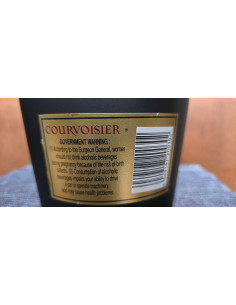 COURVOISIER
GOVERNMENT WARNING :
(1) According to the Surgeon General, women
should not drink alcoholic beverages
during pregnancy because of the risk of birth
defects. (2) Consumption of alcoholic
beverages impairs your ability to drive
a car or operate machinery,
and may cause health problems.